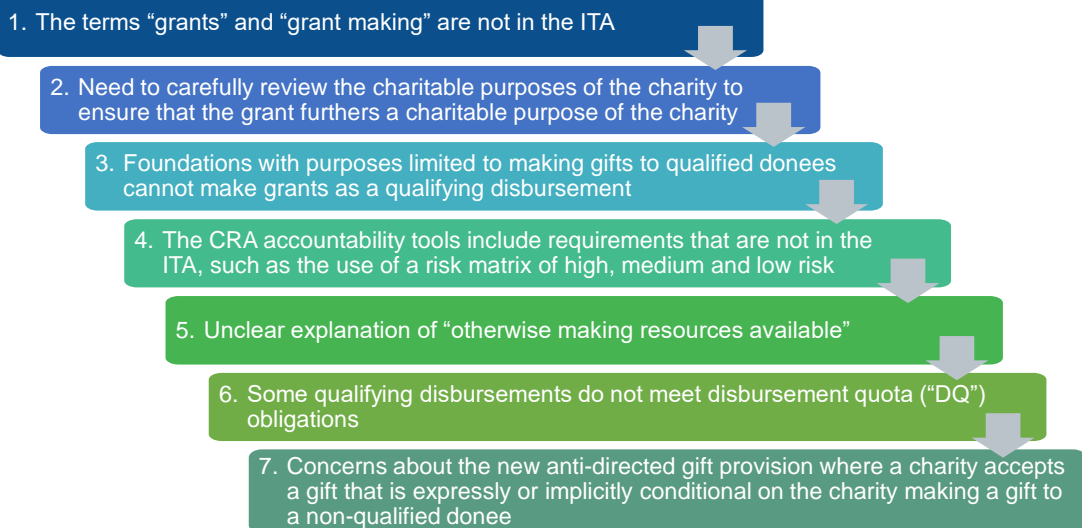 1. The terms “grants” and “grant making” are not in the ITA
2. Need to carefully review the charitable purposes of the charity to
ensure that the grant furthers a charitable purpose of the charity
3. Foundations with purposes limited to making gifts to qualified donees
cannot make grants as a qualifying disbursement
4. The CRA accountability tools include requirements that are not in the
ITA, such as the use of a risk matrix of high, medium and low risk
5. Unclear explanation of “otherwise making resources available”
6. Some qualifying disbursements do not meet disbursement quota (“DQ”)
obligations
7. Concerns about the new anti-directed gift provision where a charity accepts
a gift that is expressly or implicitly conditional on the charity making a gift to
a non-qualified donee